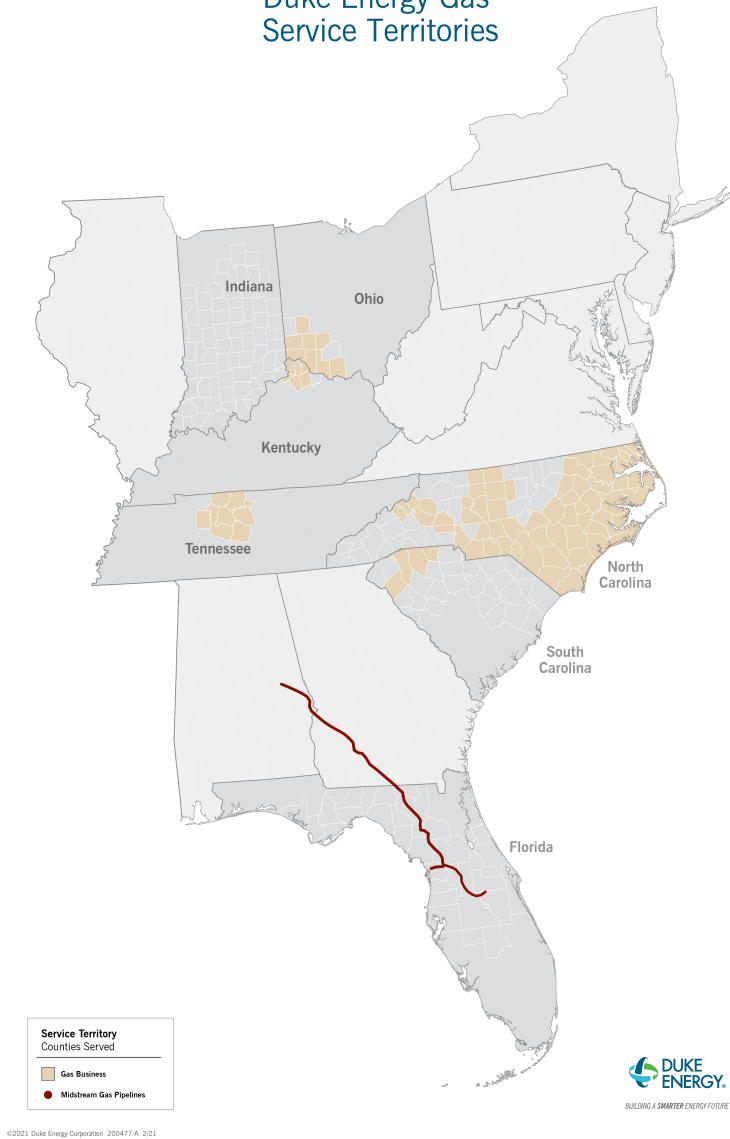 Duke Energy Gas
Service Territories
Indiana
Ohio
Kentucky
Tennessee
North
Carolina
South
Carolina
Florida
Service Territory
Counties Served
Gas Business
Midstream Gas Pipelines
DUKE
ENERGY®
BUILDING A SMARTER ENERGY FUTURE
©2021 Duke Energy Corporation 200477-A 2/21